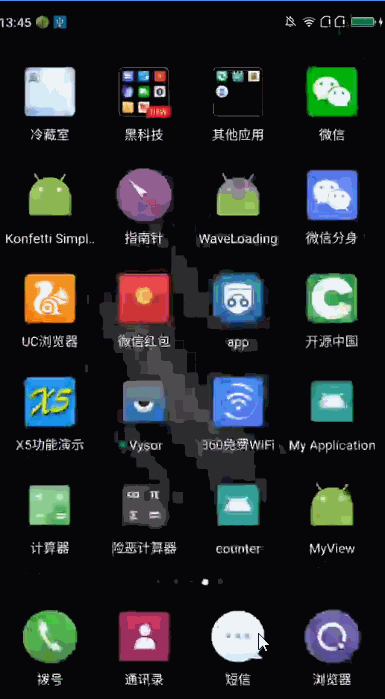 13:45
冷藏室 黑科技 其他应用 微信
Konfetti Simpl.. 指南针 WaveLoading 微信分身
UC浏览器 微信红包 app 开源中国
X5
X5功能演示 Vysor 360免费WiFi My Application
计算器 险恶计算器 counter MyView
拨号 通讯录 短信 浏览器